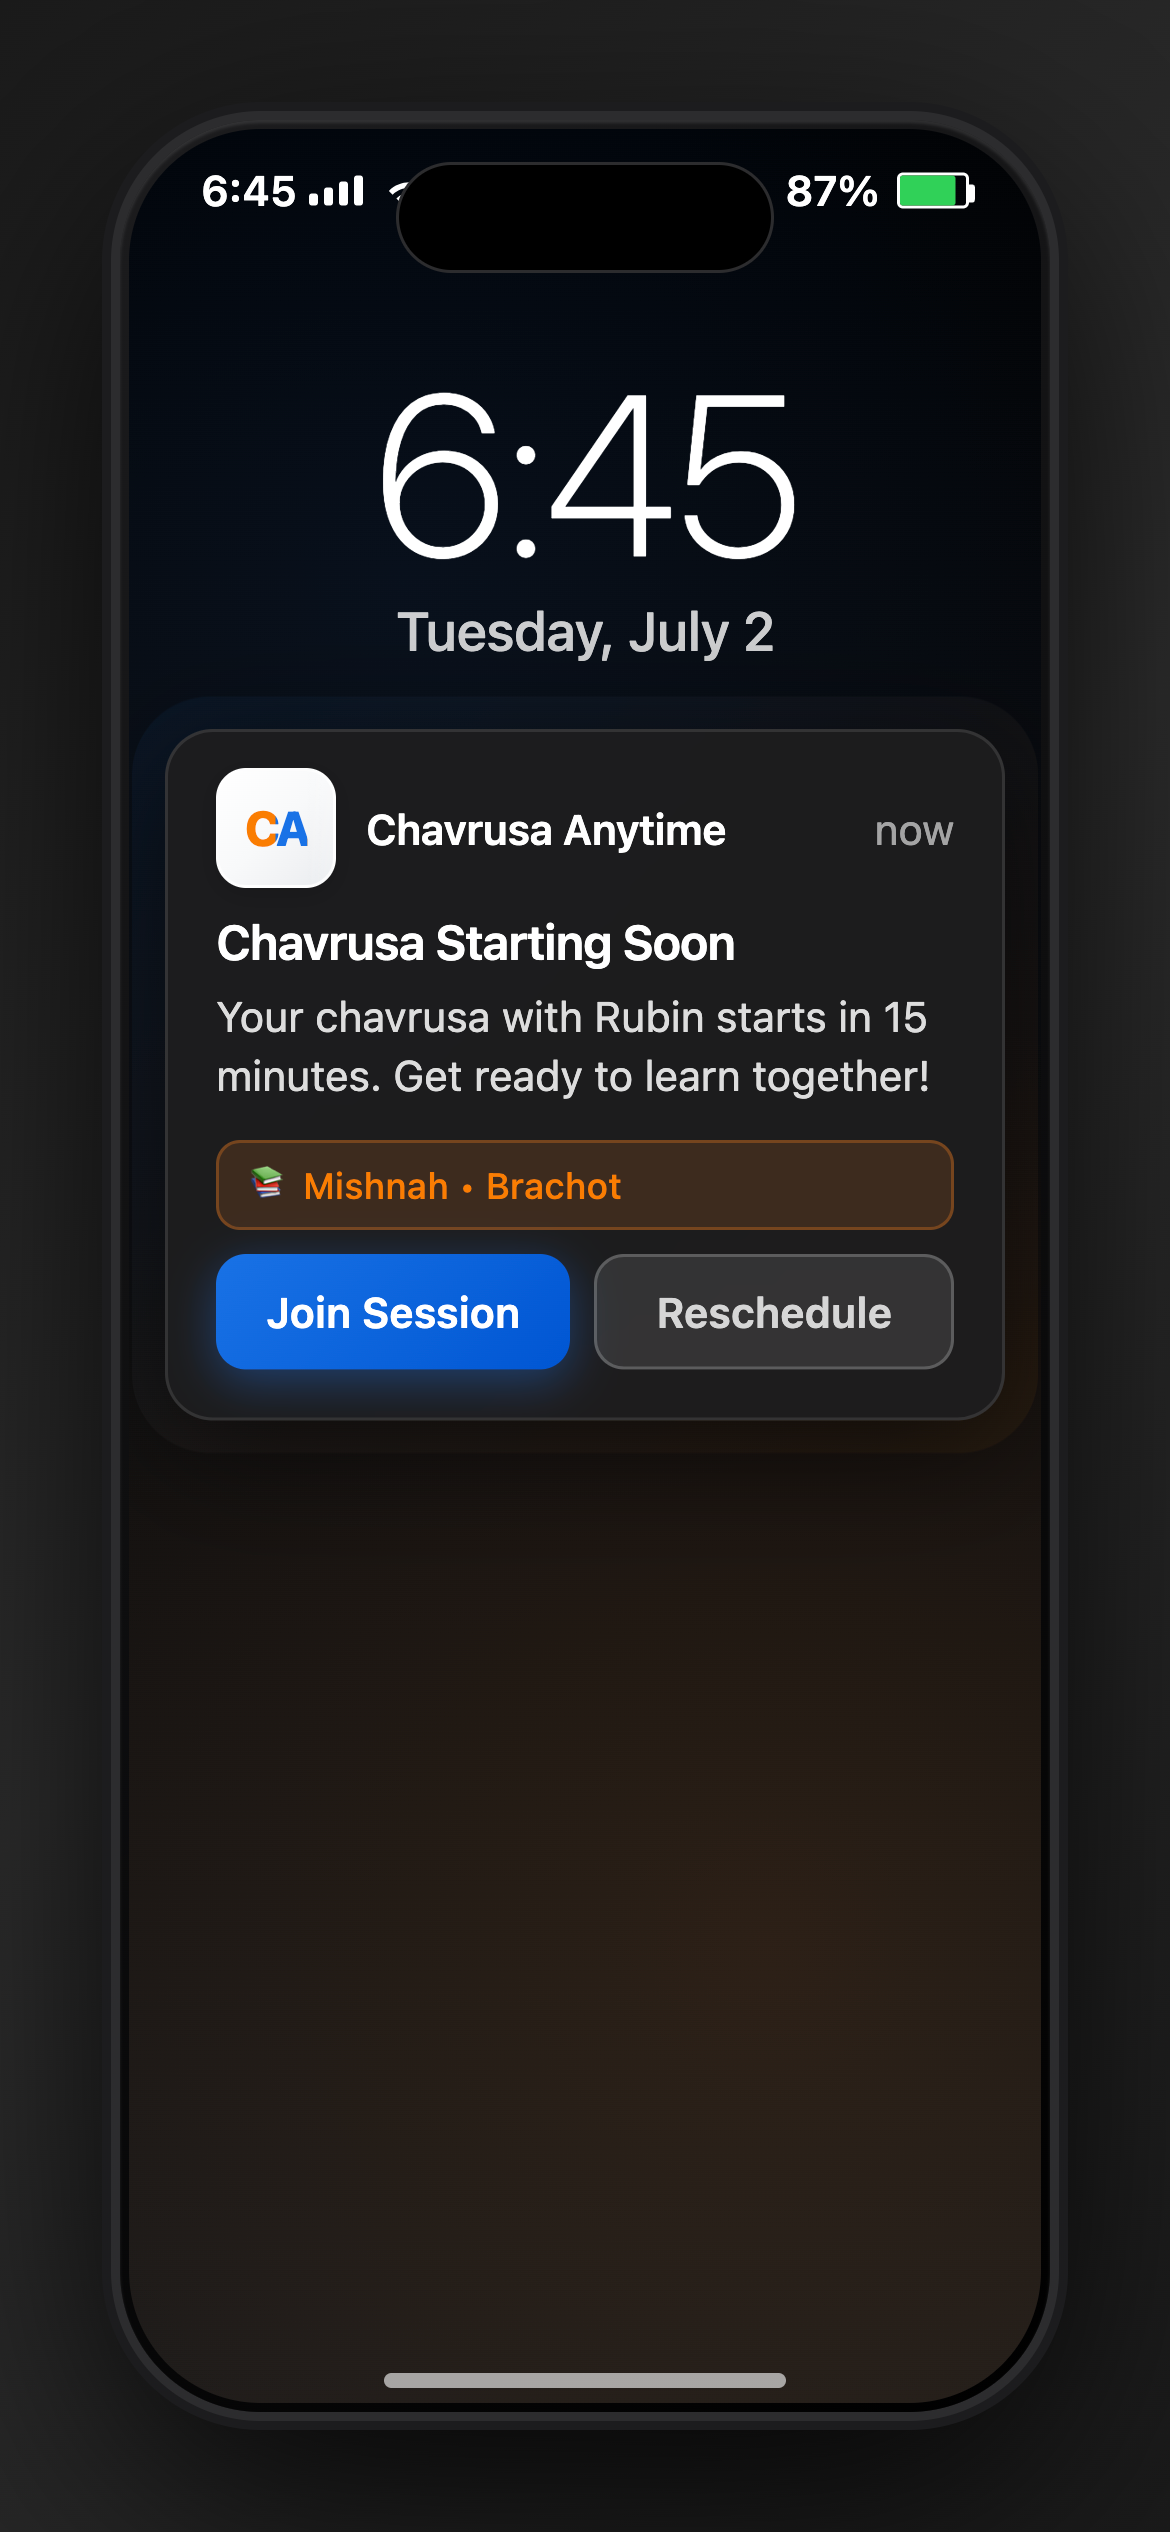 6:45
87%
6:45
Tuesday, July 2
CA
Chavrusa Anytime
now
Chavrusa Starting Soon
Your chavrusa with Rubin starts in 15
minutes. Get ready to learn together!
Mishnah • Brachot
Join Session
Reschedule